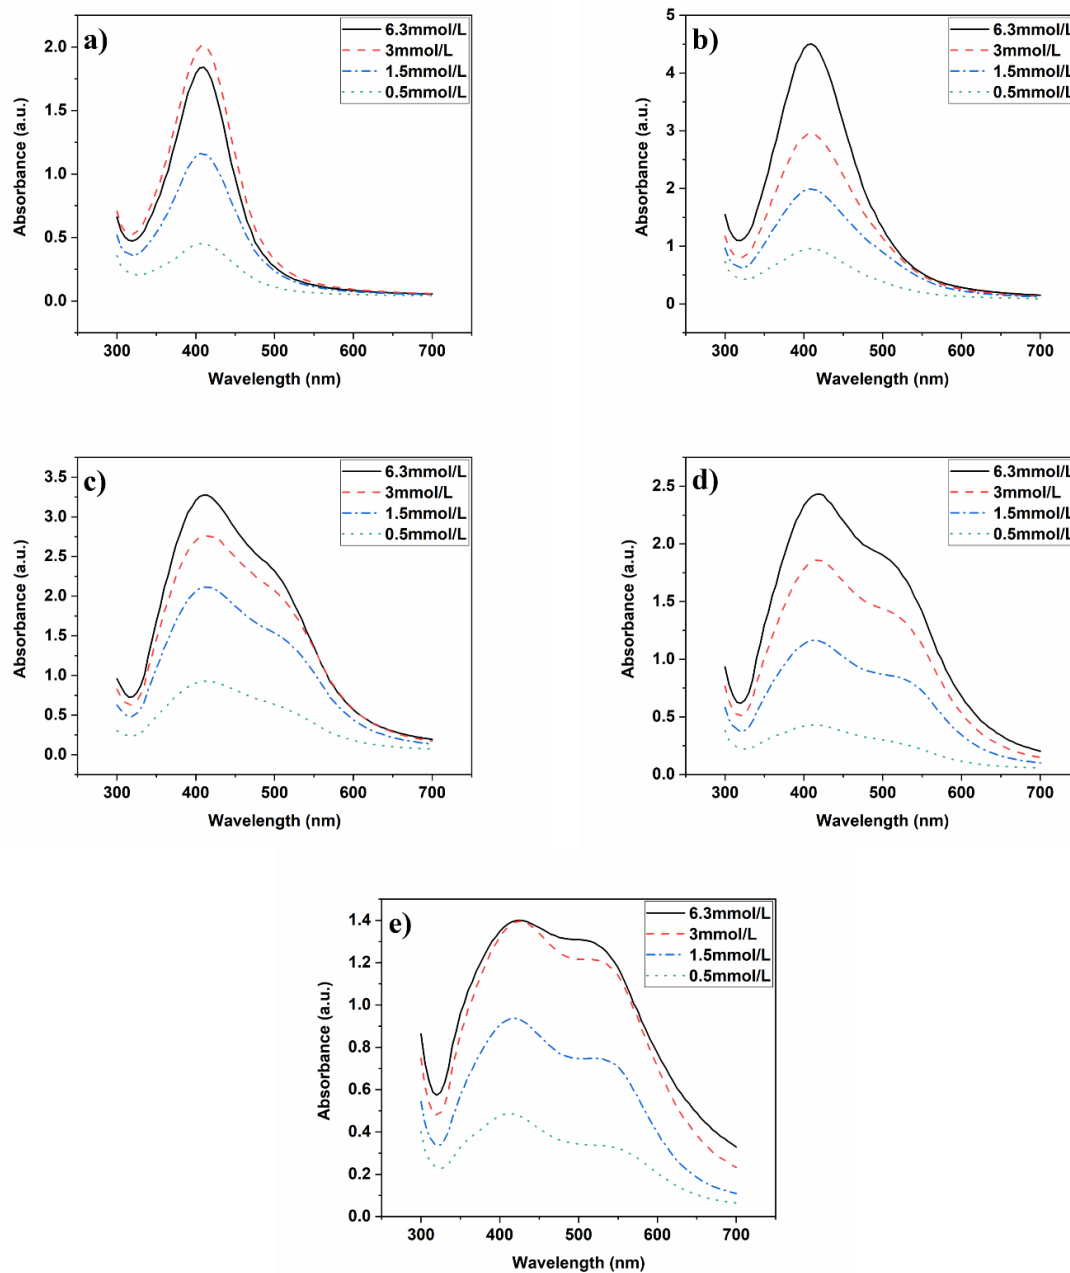 a)
6.3mmol/L
3mmol/L
1.5mmol/L
0.5mmol/L
2.0
1.5
1.0
0.5
0.0
Absorbance (a.u.)
300 400 500 600 700
Wavelength (nm)
b)
6.3mmol/L
3mmol/L
1.5mmol/L
0.5mmol/L
5
4
3
2
1
0
Absorbance (a.u.)
300 400 500 600 700
Wavelength (nm)
c)
6.3mmol/L
3mmol/L
1.5mmol/L
0.5mmol/L
3.5
3.0
2.5
2.0
1.5
1.0
0.5
0.0
Absorbance (a.u.)
300 400 500 600 700
Wavelength (nm)
d)
6.3mmol/L
3mmol/L
1.5mmol/L
0.5mmol/L
2.5
2.0
1.5
1.0
0.5
0.0
Absorbance (a.u.)
300 400 500 600 700
Wavelength (nm)
e)
6.3mmol/L
3mmol/L
1.5mmol/L
0.5mmol/L
1.4
1.2
1.0
0.8
0.6
0.4
0.2
0.0
Absorbance (a.u.)
300 400 500 600 700
Wavelength (nm)